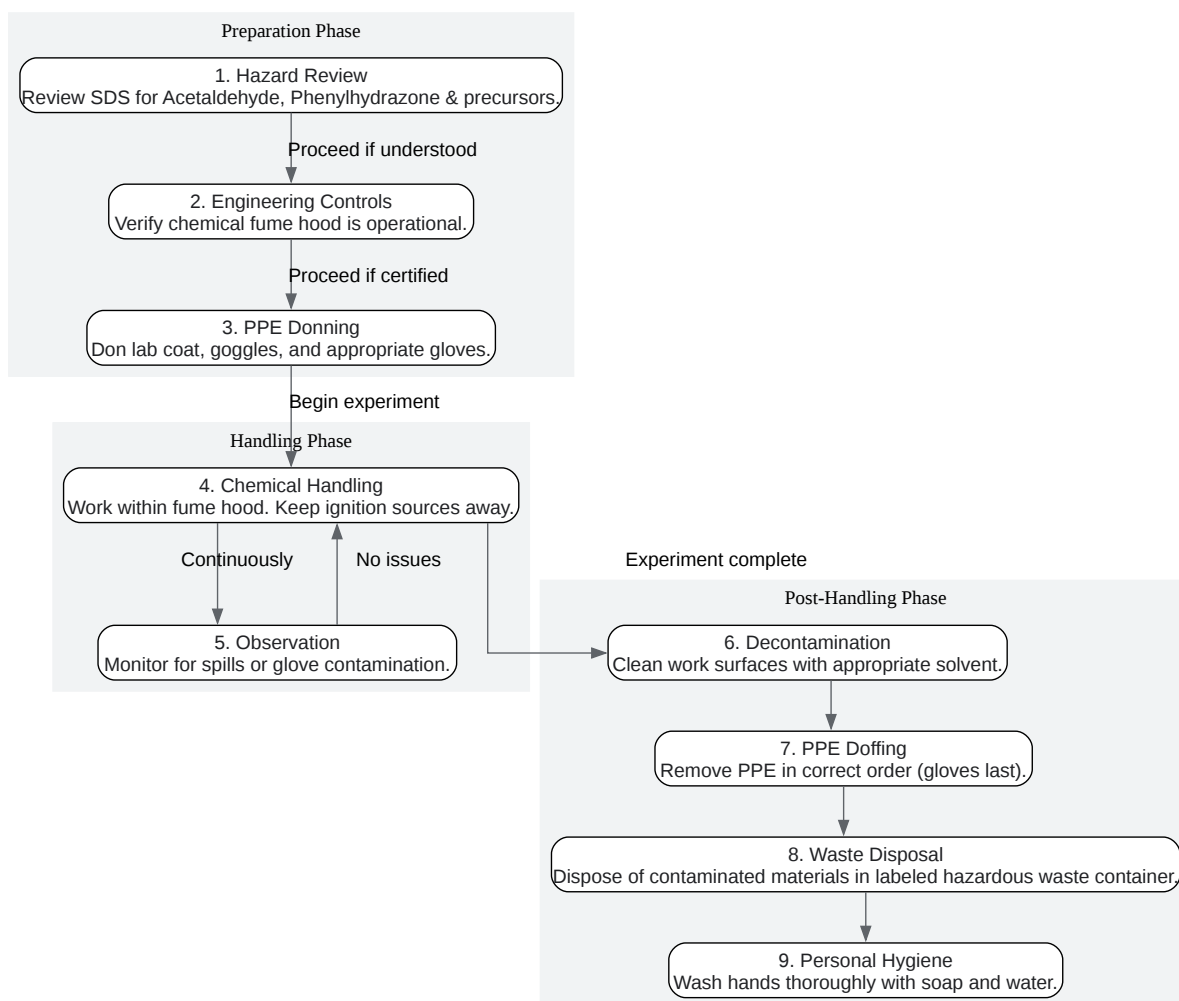 Preparation Phase
1. Hazard Review
Review SDS for Acetaldehyde, Phenylhydrazone & precursors.
Proceed if understood
2. Engineering Controls
Verify chemical fume hood is operational.
Proceed if certified
3. PPE Donning
Don lab coat, goggles, and appropriate gloves.
Begin experiment
Handling Phase
4. Chemical Handling
Work within fume hood. Keep ignition sources away.
Continuously
No issues
Experiment complete
5. Observation
Monitor for spills or glove contamination.
Post-Handling Phase
6. Decontamination
Clean work surfaces with appropriate solvent.
7. PPE Doffing
Remove PPE in correct order (gloves last).
8. Waste Disposal
Dispose of contaminated materials in labeled hazardous waste container.
9. Personal Hygiene
Wash hands thoroughly with soap and water.